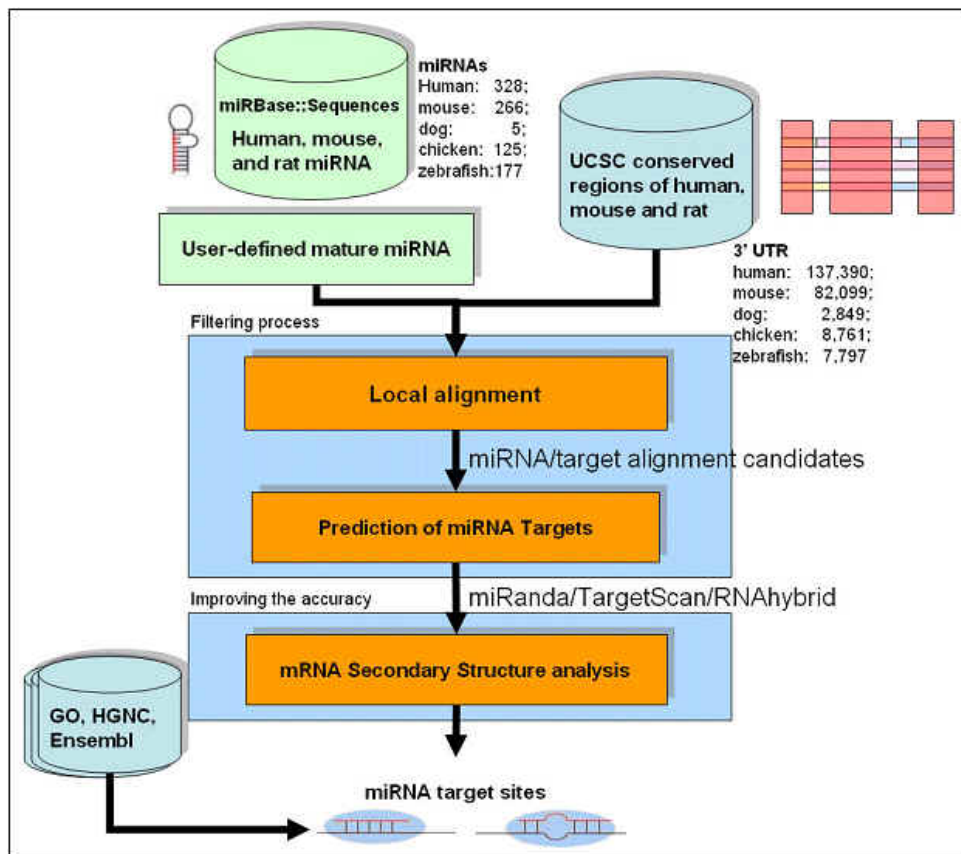 miRBase::Sequences
Human, mouse,
and rat miRNA
miRNAs
Human: 328;
mouse: 266;
dog: 5;
chicken: 125;
zebrafish:177
UCSC conserved
regions of human,
mouse and rat
User-defined mature miRNA
3' UTR
human: 137,390;
mouse: 82,099;
dog: 2,849;
chicken: 8,761;
zebrafish: 7,797
Filtering process
Local alignment
miRNA/target alignment candidates
Prediction of miRNA Targets
miRanda/TargetScan/RNAhybrid
Improving the accuracy
mRNA Secondary Structure analysis
GO, HGNC,
Ensembl
miRNA target sites